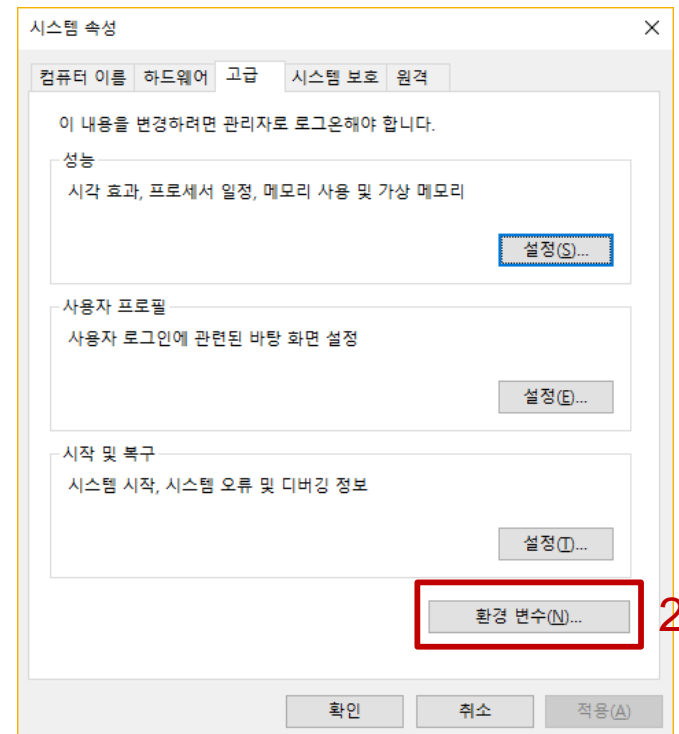 시스템 속성
컴퓨터 이름 하드웨어 고급 시스템 보호 원격
이 내용을 변경하려면 관리자로 로그온해야 합니다.
성능
시각 효과, 프로세서 일정, 메모리 사용 및 가상 메모리
설정(S)...
사용자 프로필
사용자 로그인에 관련된 바탕 화면 설정
설정(E)...
시작 및 복구
시스템 시작, 시스템 오류 및 디버깅 정보
설정(T)...
환경 변수(N)... 2
확인 취소 적용(A)